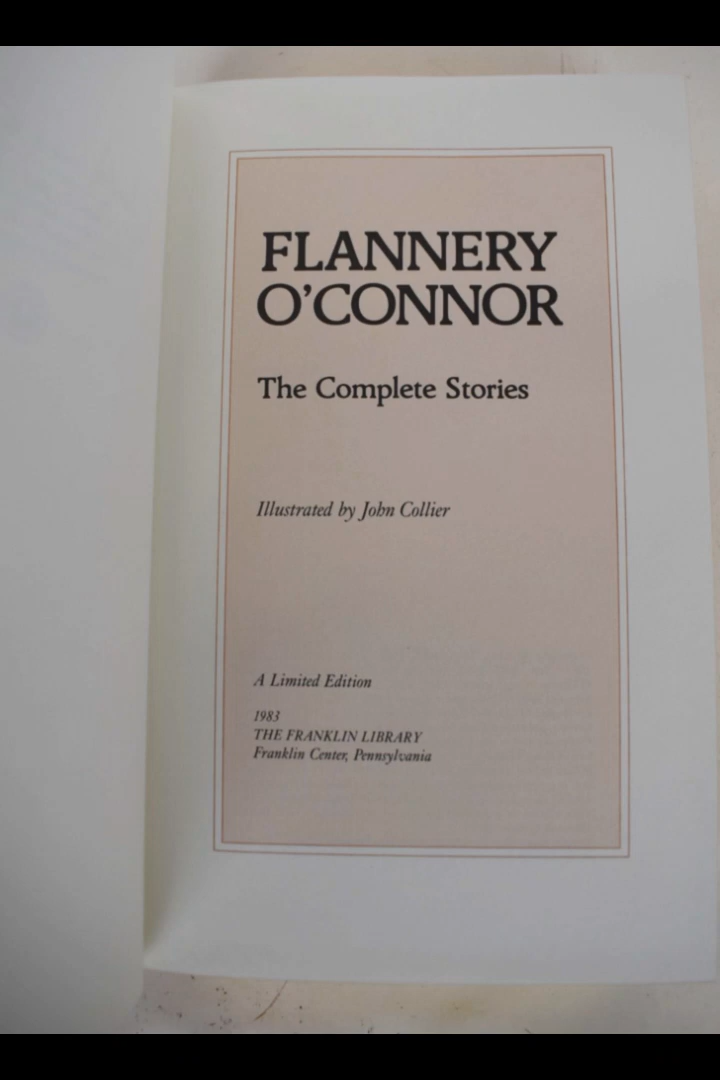 FLANNERY
O'CONNOR
The Complete Stories
Illustrated by John Collier
A Limited Edition
1983
THE FRANKLIN LIBRARY
Franklin Center, Pennsylvania